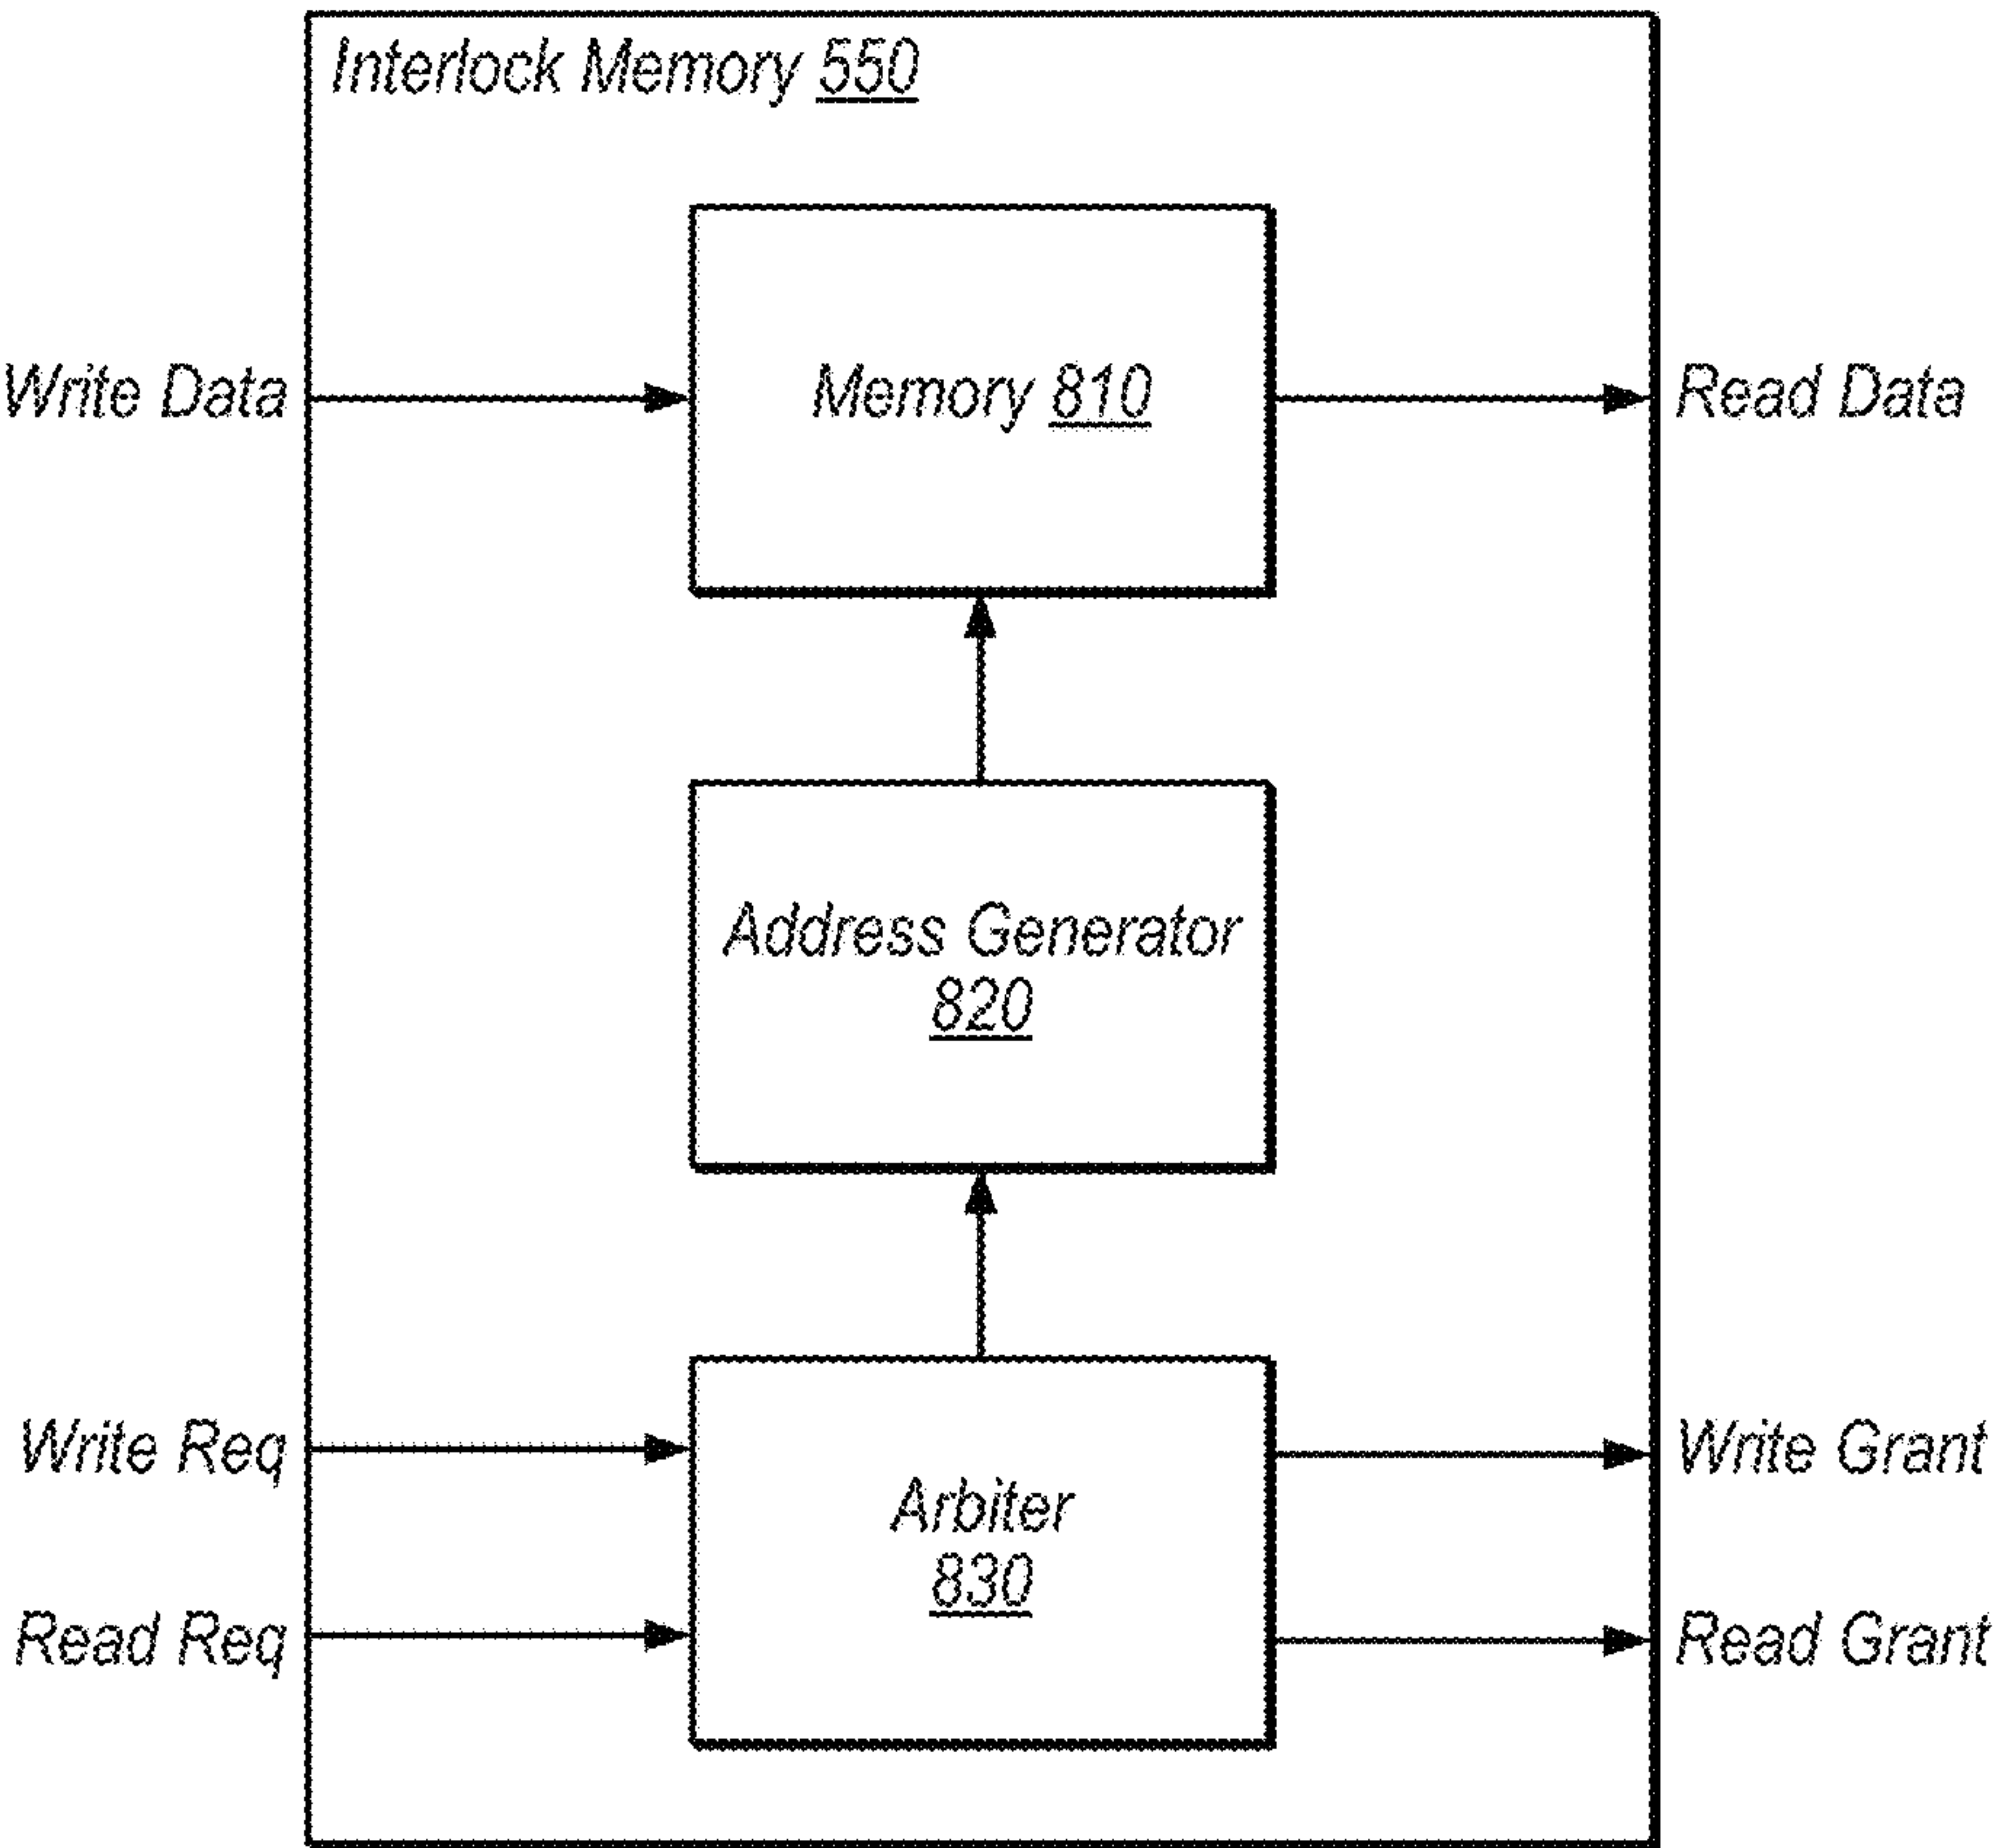 Interlock Memory 550
Write Data
Memory 810
Read Data
Address Generator
820
Write Req
Read Req
Arbiter
830
Write Grant
Read Grant